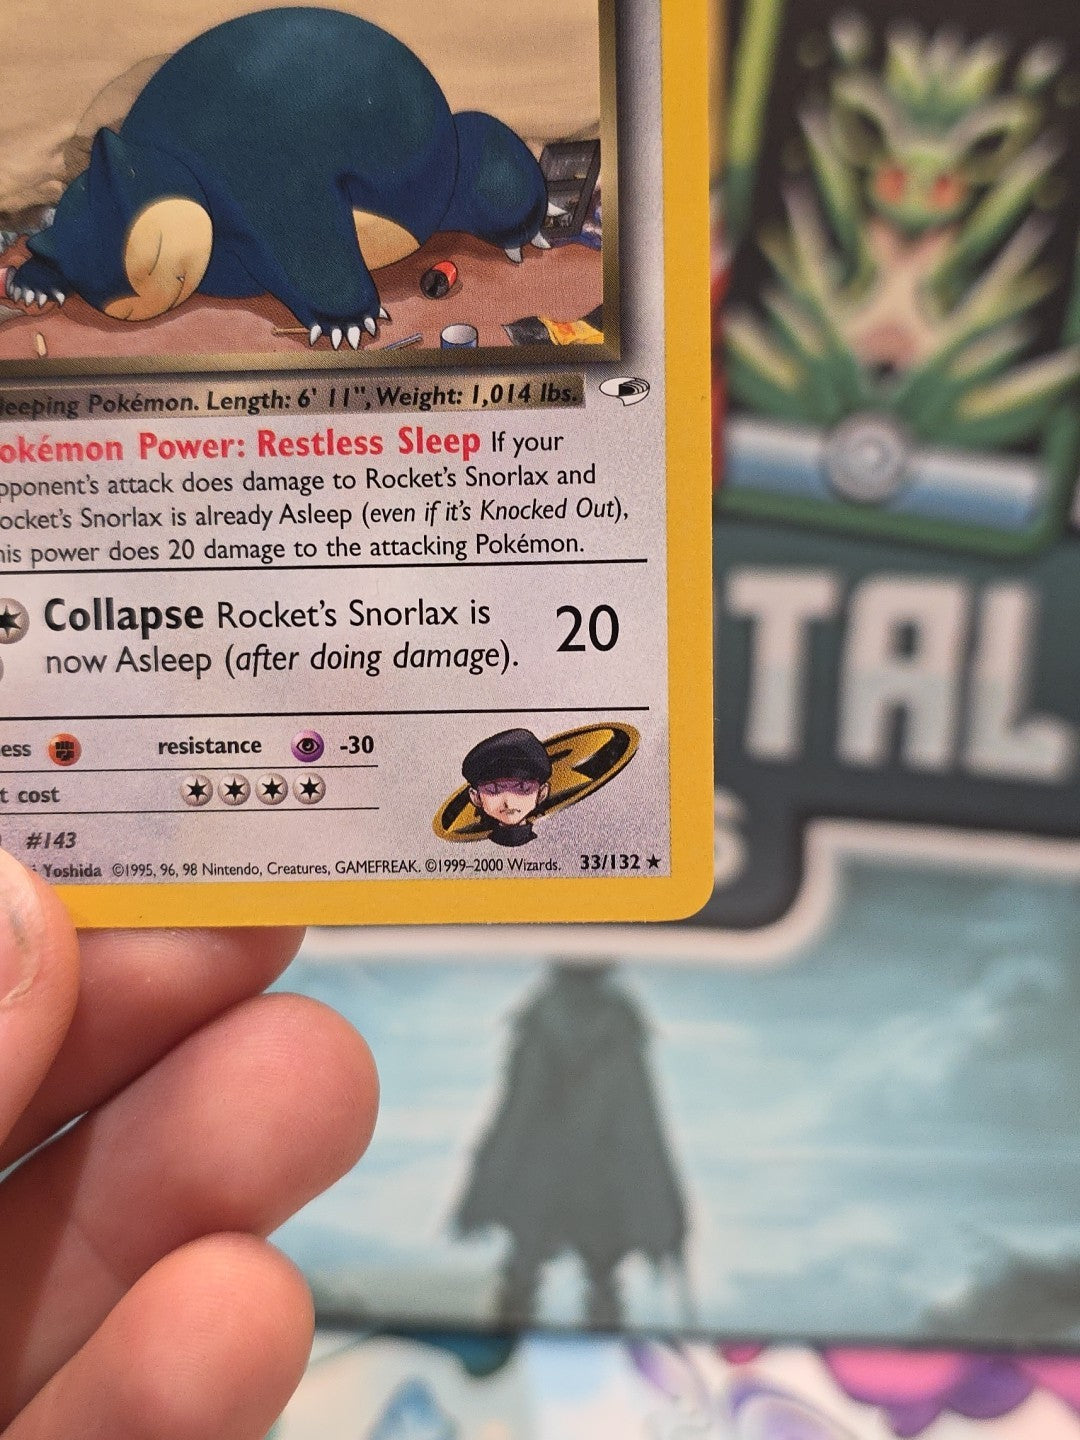 leeping Pokémon. Length: 6' 11", Weight: 1,014 lbs.
okémon Power: Restless Sleep If your
pponent's attack does damage to Rocket's Snorlax and
ocket's Snorlax is already Asleep (even if it's Knocked Out),
his power does 20 damage to the attacking Pokémon.
Collapse Rocket's Snorlax is 20
now Asleep (after doing damage).
ess resistance -30
t cost
#143
Yoshida ©1995, 96, 98 Nintendo, Creatures, GAMEFREAK. ©1999–2000 Wizards. 33/132 ★
TAL